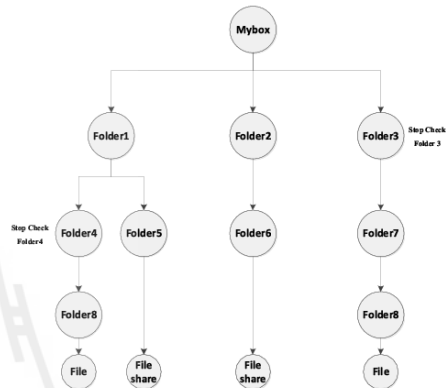 Mybox
Folder1
Folder2
Folder3
Stop Check
Folder 3
Stop Check
Folder4
Folder4
Folder5
Folder6
Folder7
Folder8
Folder8
File
File
share
File
share
File